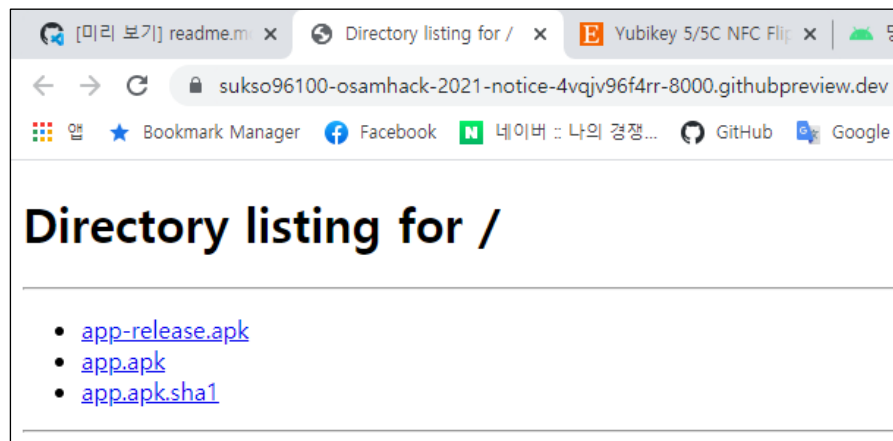 [미리 보기] readme.m Directory listing for / Yubikey 5/5C NFC Flip
sukso96100-osamhack-2021-notice-4vqjv96f4rr-8000.githubpreview.dev
앱 Bookmark Manager Facebook 네이버 :: 나의 경쟁... GitHub Google
Directory listing for /
app-release.apk
app.apk
app.apk.sha1